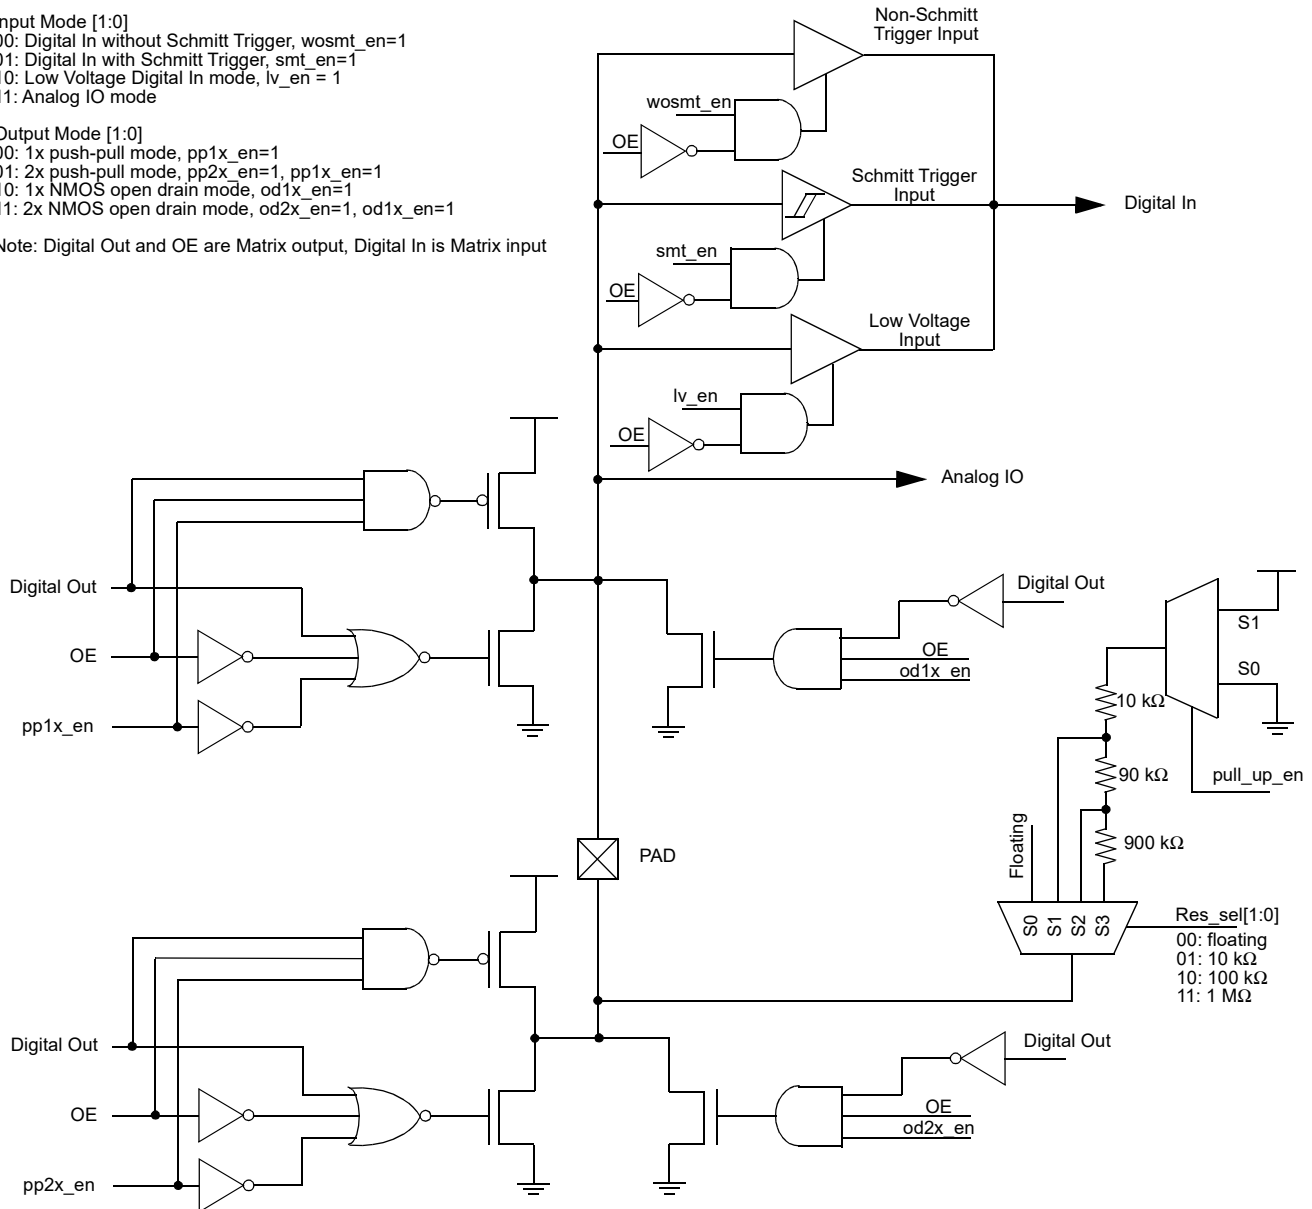 nput Mode [1:0]
00: Digital In without Schmitt Trigger, wosmt_en=1
01: Digital In with Schmitt Trigger, smt_en=1
10: Low Voltage Digital In mode, lv_en = 1
11: Analog IO mode
Output Mode [1:0]
00: 1x push-pull mode, pp1x_en=1
01: 2x push-pull mode, pp2x_en=1, pp1x_en=1
10: 1x NMOS open drain mode, od1x_en=1
11: 2x NMOS open drain mode, od2x_en=1, od1x_en=1
Note: Digital Out and OE are Matrix output, Digital In is Matrix input
Non-Schmitt
Trigger Input
wosmt_en
OE
Schmitt Trigger
Input
Digital In
smt_en
OE
Low Voltage
Input
lv_en
OE
Analog IO
Digital Out
OE
pp1x_en
Digital Out
OE
od1x_en
S1
S0
10 kΩ
90 kΩ
pull_up_en
900 kΩ
Floating
PAD
S0
S1
S2
S3
Res_sel[1:0]
00: floating
01: 10 kΩ
10: 100 kΩ
11: 1 MΩ
Digital Out
OE
pp2x_en
Digital Out
OE
od2x_en